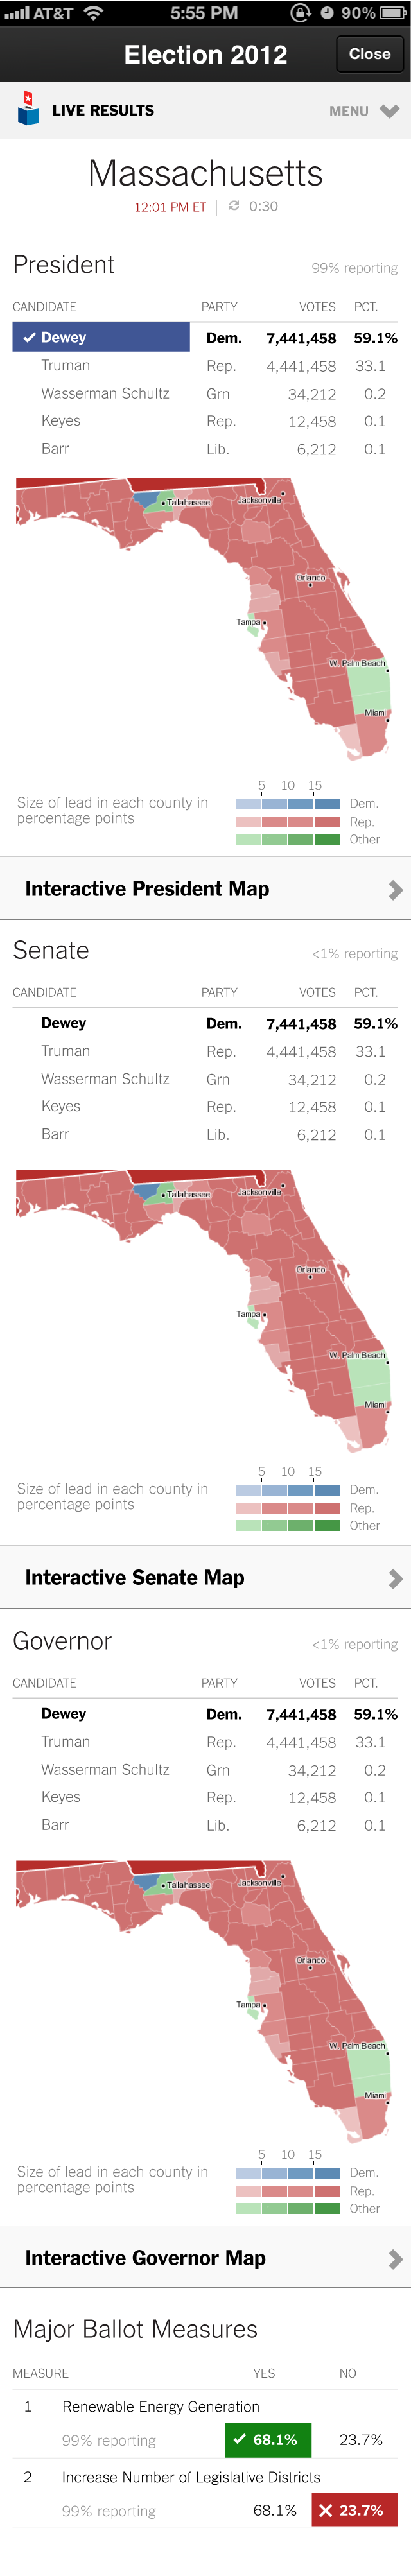 AT&T 5:55 PM 90%
Election 2012 Close
LIVE RESULTS MENU
Massachusetts
12:01 PM ET 0:30
President 99% reporting
CANDIDATE PARTY VOTES PCT.
Dewey Dem. 7,441,458 59.1%
Truman Rep. 4,441,458 33.1
Wasserman Schultz Grn 34,212 0.2
Keyes Rep. 12,458 0.1
Barr Lib. 6,212 0.1
Tallahassee Jacksonville
Orlando
Tampa
W. Palm Beach
Miami
5 10 15
Size of lead in each county in Dem.
percentage points Rep.
Other
Interactive President Map
Senate <1% reporting
CANDIDATE PARTY VOTES PCT.
Dewey Dem. 7,441,458 59.1%
Truman Rep. 4,441,458 33.1
Wasserman Schultz Grn 34,212 0.2
Keyes Rep. 12,458 0.1
Barr Lib. 6,212 0.1
Tallahassee Jacksonville
Orlando
Tampa
W. Palm Beach
Miami
5 10 15
Size of lead in each county in Dem.
percentage points Rep.
Other
Interactive Senate Map
Governor <1% reporting
CANDIDATE PARTY VOTES PCT.
Dewey Dem. 7,441,458 59.1%
Truman Rep. 4,441,458 33.1
Wasserman Schultz Grn 34,212 0.2
Keyes Rep. 12,458 0.1
Barr Lib. 6,212 0.1
Tallahassee Jacksonville
Orlando
Tampa
W. Palm Beach
Miami
5 10 15
Size of lead in each county in Dem.
percentage points Rep.
Other
Interactive Governor Map
Major Ballot Measures
MEASURE YES NO
1 Renewable Energy Generation
99% reporting 68.1% 23.7%
2 Increase Number of Legislative Districts
99% reporting 68.1% 23.7%